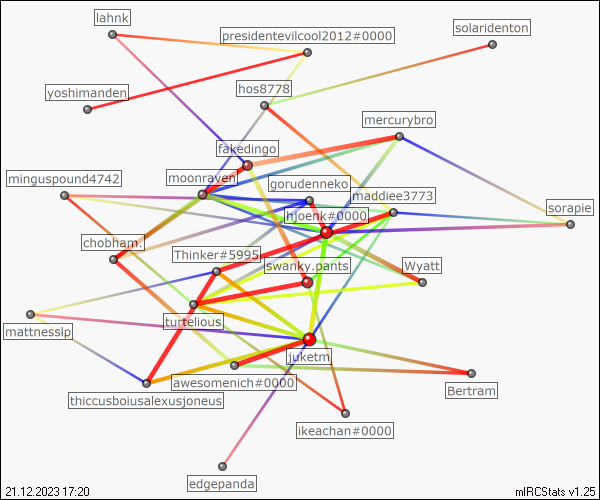 lahnk
solaridenton
presidentevilcool2012#0000
hos8778
yoshimanden
mercurybro
fakedingo
moonraven
minguspound4742
gorudenneko
maddiee3773
sorapie
hjoenk#0000
chobham
Thinker#5995
swanky.pants
Wyatt
turtelious
mattnesslp
juketm
awesomenich#0000
Bertram
thiccusboiusalexusjoneus
ikeachan#0000
edgepanda
21.12.2023 17:20
mIRCStats v1.25